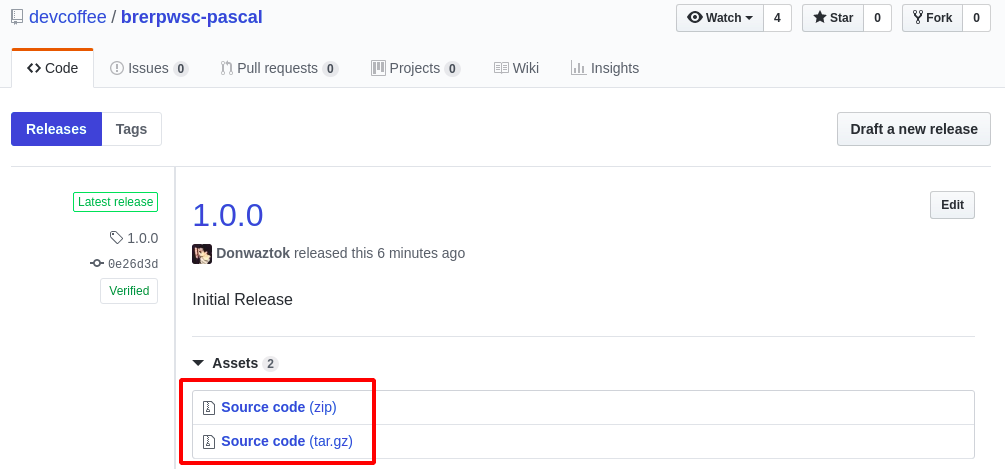 devcoffee / brerpwsc-pascal
Watch 4 Star 0 Fork 0
Code Issues 0 Pull requests 0 Projects 0 Wiki Insights
Releases Tags Draft a new release
Latest release
1.0.0 Edit
1.0.0
0e26d3d
Verified
Donwaztok released this 6 minutes ago
Initial Release
Assets 2
Source code (zip)
Source code (tar.gz)